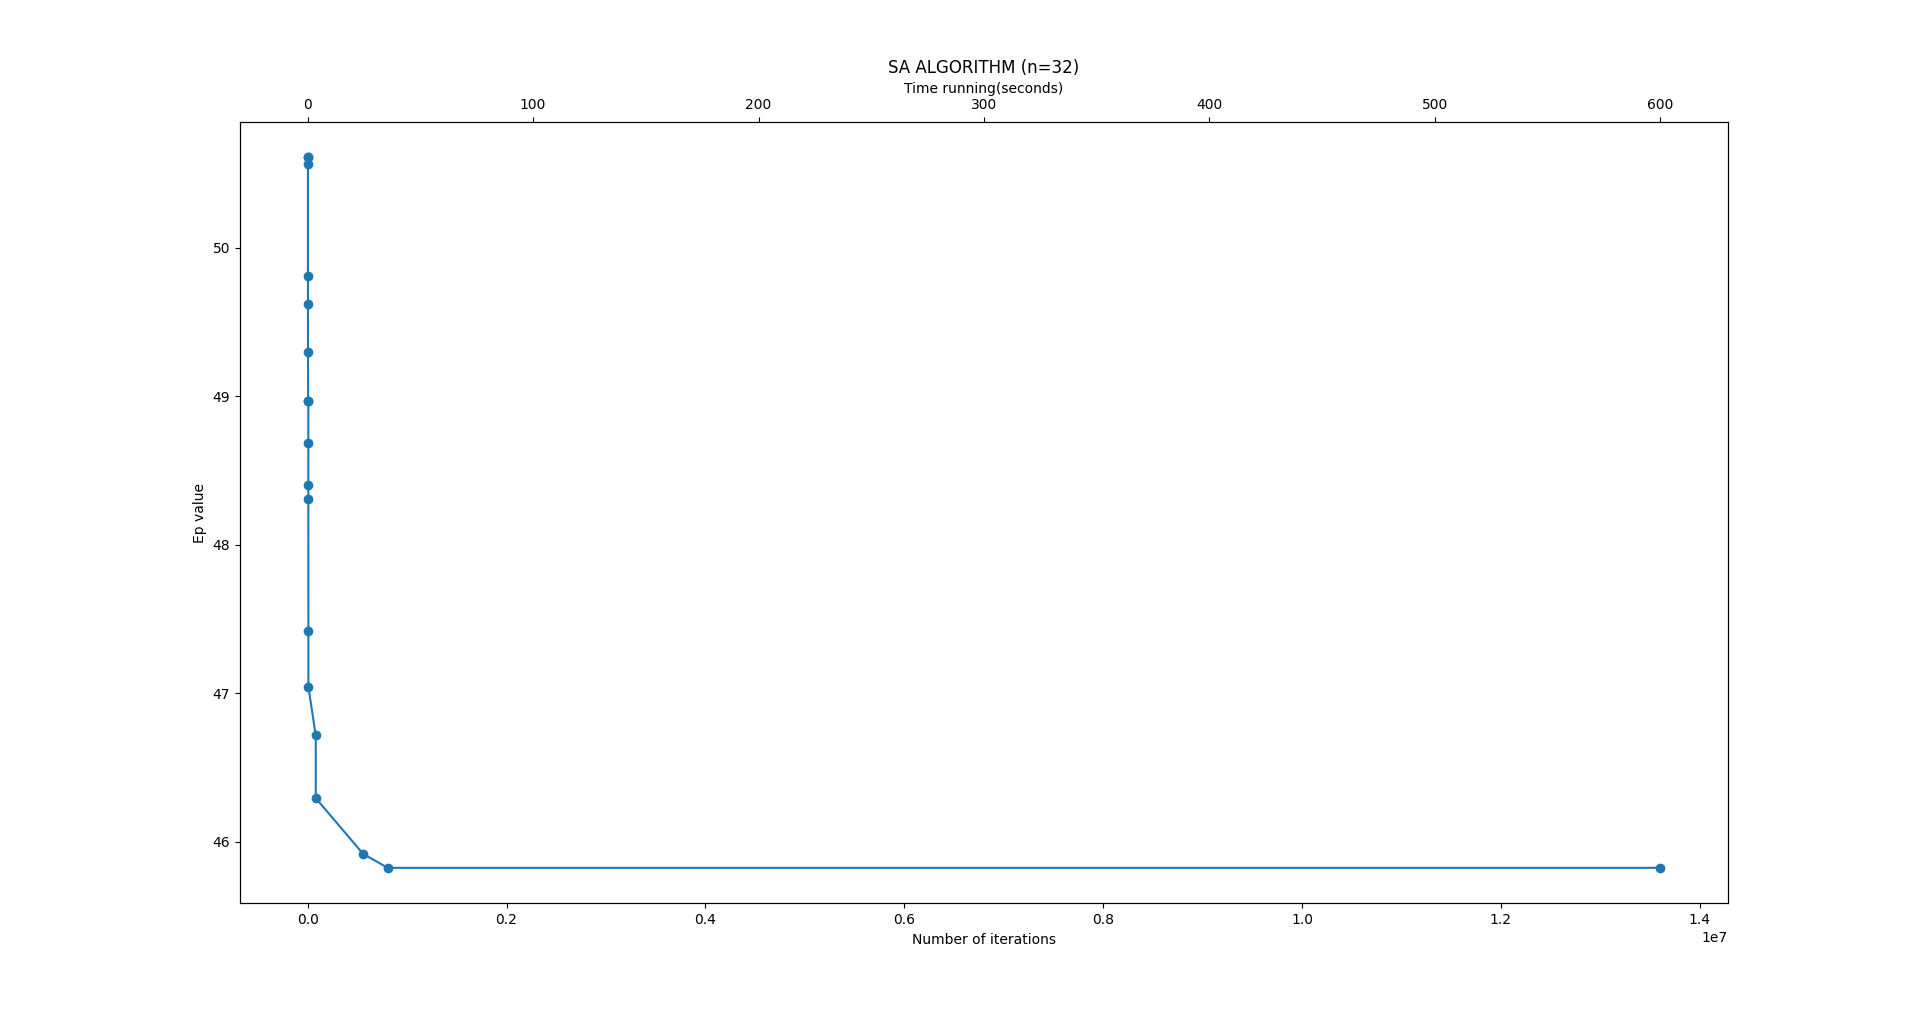 SA ALGORITHM (n=32)
Time running(seconds)
0 100 200 300 400 500 600
50
49
48
47
46
Ep value
0.0 0.2 0.4 0.6 0.8 1.0 1.2 1.4
1e7
Number of iterations